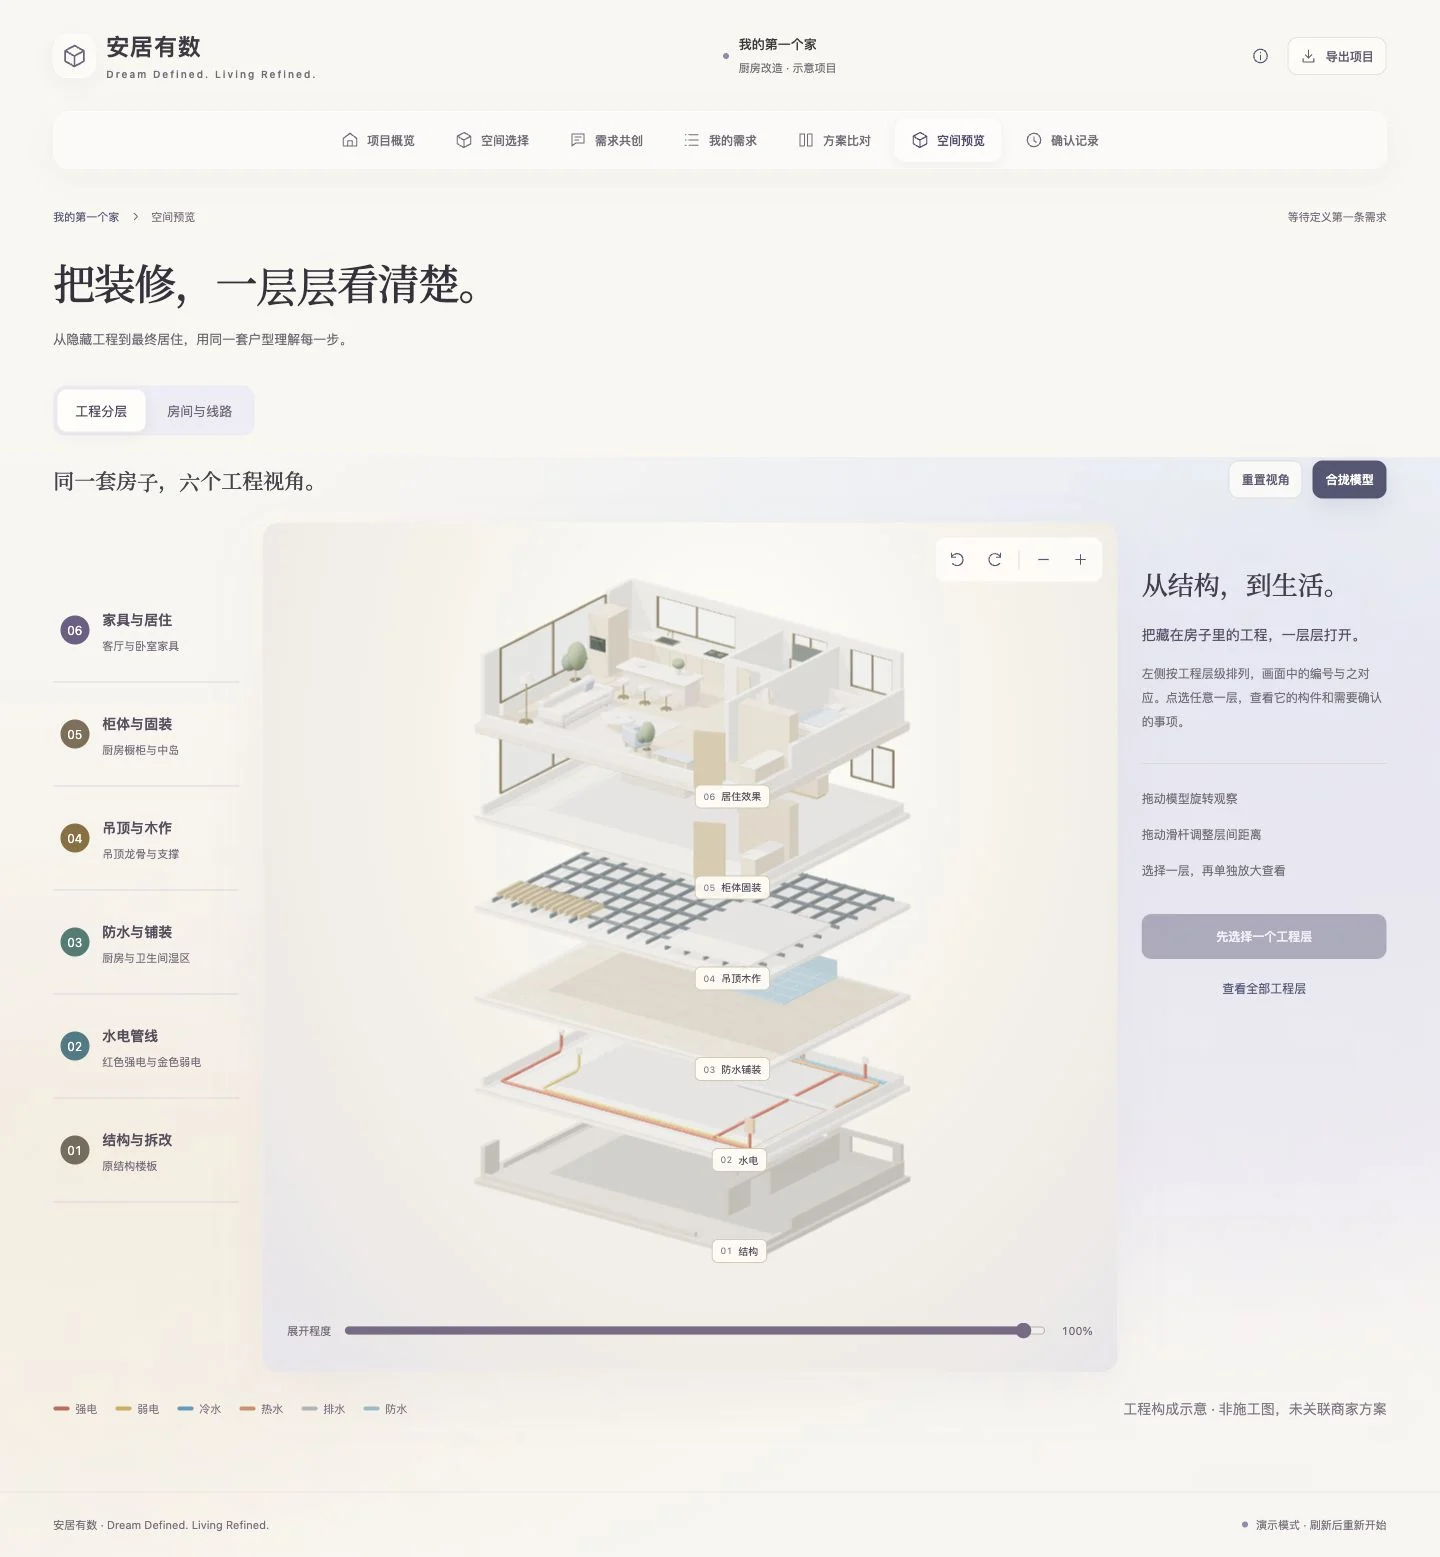 安居有数
Dream Defined. Living Refined.
我的第一个家
厨房改造 · 示意项目
导出项目
项目概览
空间选择
需求共创
我的需求
方案比对
空间预览
确认记录
我的第一个家 > 空间预览
等待定义第一条需求
把装修，一层层看清楚。
从隐藏工程到最终居住，用同一套户型理解每一步。
工程分层
房间与线路
同一套房子，六个工程视角。
重置视角
合拢模型
06 家具与居住
客厅与卧室家具
05 柜体与固装
厨房橱柜与中岛
04 吊顶与木作
吊顶龙骨与支撑
03 防水与铺装
厨房与卫生间湿区
02 水电管线
红色强电与金色弱电
01 结构与拆改
原结构楼板
06 居住效果
05 柜体固装
04 吊顶木作
03 防水铺装
02 水电
01 结构
展开程度
100%
从结构，到生活。
把藏在房子里的工程，一层层打开。
左侧按工程层级排列，画面中的编号与之对
应。点选任意一层，查看它的构件和需要确认
的事项。
拖动模型旋转观察
拖动滑杆调整层间距离
选择一层，再单独放大查看
先选择一个工程层
查看全部工程层
强电
弱电
冷水
热水
排水
防水
工程构成示意 · 非施工图，未关联商家方案
安居有数 · Dream Defined. Living Refined.
演示模式 · 刷新后重新开始